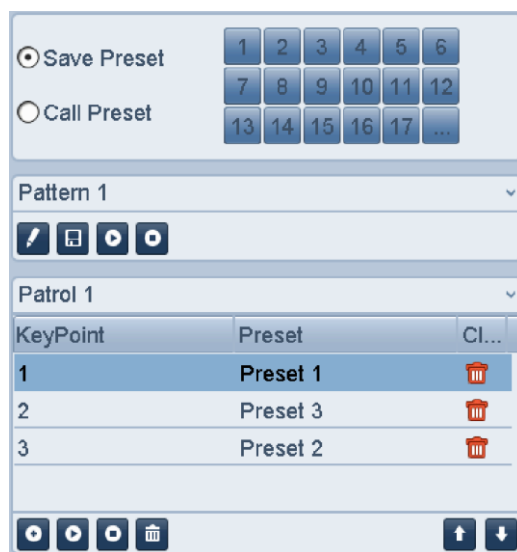 Save Preset
1 2 3 4 5 6
Call Preset
7 8 9 10 11 12
13 14 15 16 17 ...
Pattern 1
Patrol 1
KeyPoint Preset Cl...
1 Preset 1
2 Preset 3
3 Preset 2